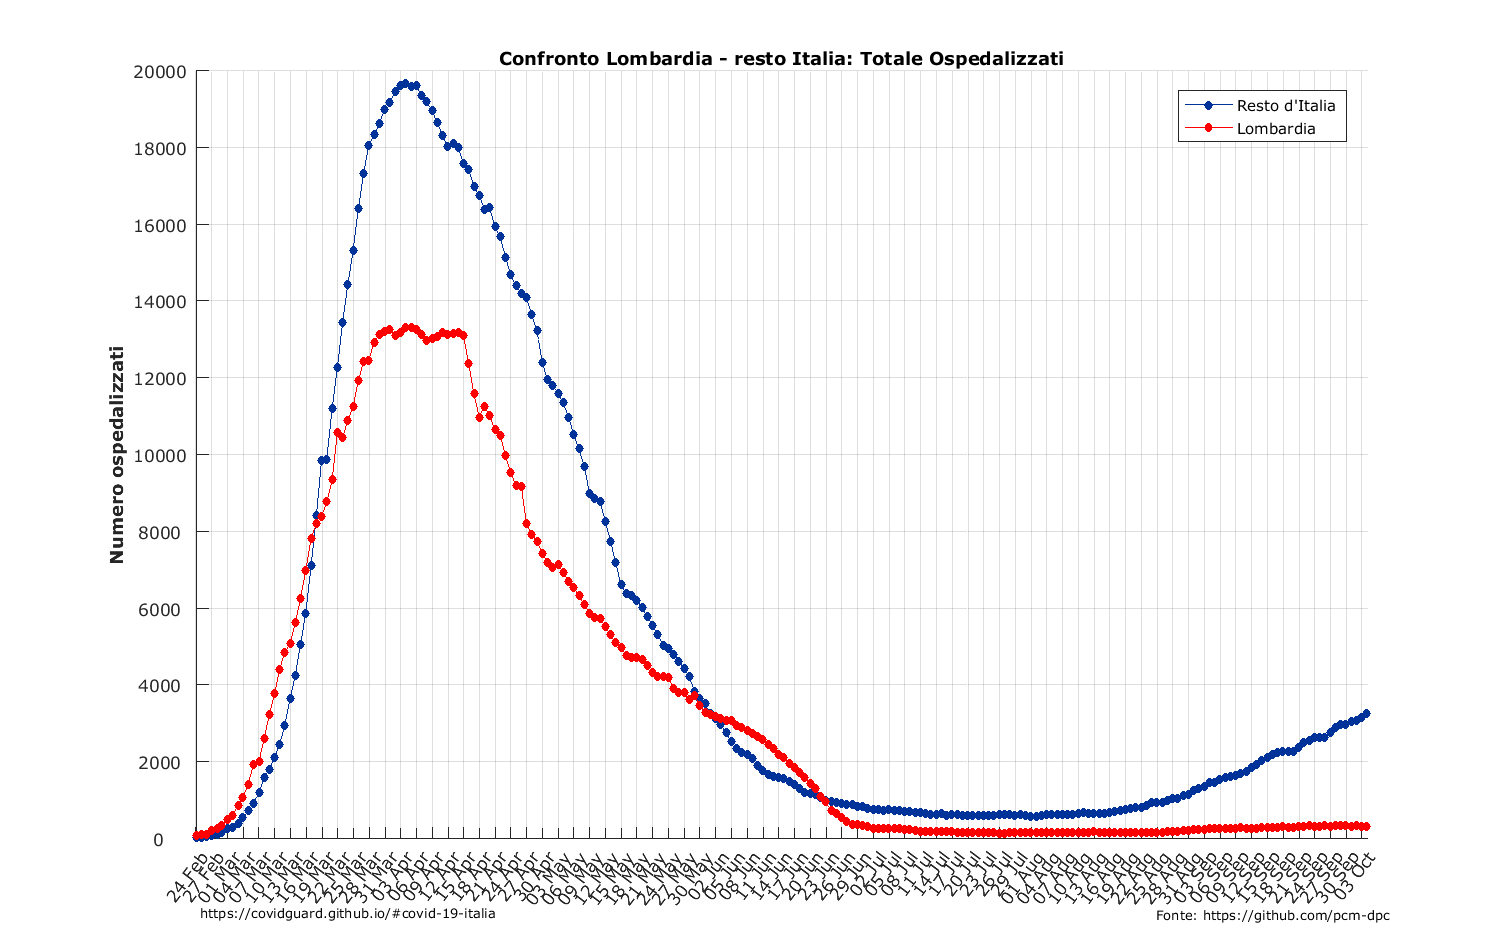 Confronto Lombardia - resto Italia: Totale Ospedalizzati
Resto d'Italia
Lombardia
Numero ospedalizzati
20000
18000
16000
14000
12000
10000
8000
6000
4000
2000
0
24 Feb
27 Feb
01 Mar
04 Mar
07 Mar
10 Mar
13 Mar
16 Mar
19 Mar
22 Mar
25 Mar
28 Mar
31 Mar
03 Apr
06 Apr
09 Apr
12 Apr
15 Apr
18 Apr
21 Apr
24 Apr
27 Apr
30 Apr
03 May
06 May
09 May
12 May
15 May
18 May
21 May
24 May
27 May
30 May
02 Jun
05 Jun
08 Jun
11 Jun
14 Jun
17 Jun
20 Jun
23 Jun
26 Jun
29 Jun
02 Jul
05 Jul
08 Jul
11 Jul
14 Jul
17 Jul
20 Jul
23 Jul
26 Jul
29 Jul
01 Aug
04 Aug
07 Aug
10 Aug
13 Aug
16 Aug
19 Aug
22 Aug
25 Aug
28 Aug
31 Aug
03 Sep
06 Sep
09 Sep
12 Sep
15 Sep
18 Sep
21 Sep
24 Sep
27 Sep
30 Sep
03 Oct
https://covidguard.github.io/#covid-19-italia
Fonte: https://github.com/pcm-dpc